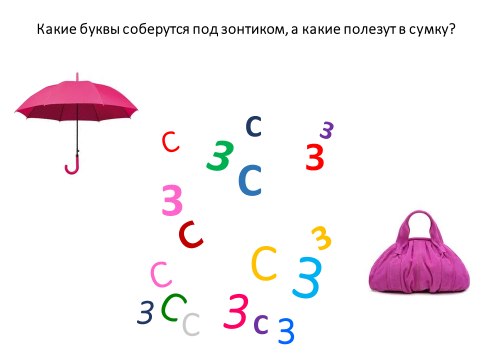 Какие буквы соберутся под зонтиком, а какие полезут в сумку?
с з
С З З
З С
с
С З
С З
З С С З с З